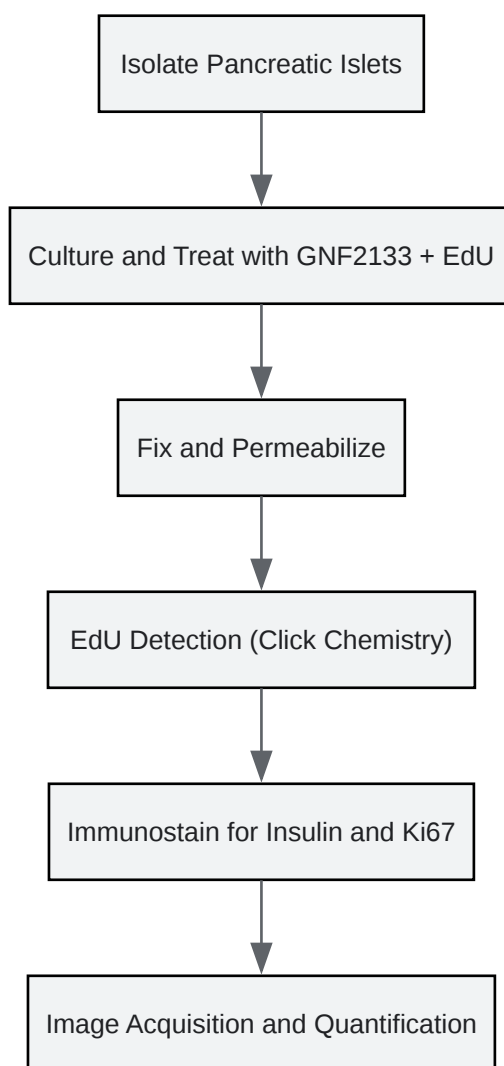 Isolate Pancreatic Islets
Culture and Treat with GNF2133 + EdU
Fix and Permeabilize
EdU Detection (Click Chemistry)
Immunostain for Insulin and Ki67
Image Acquisition and Quantification